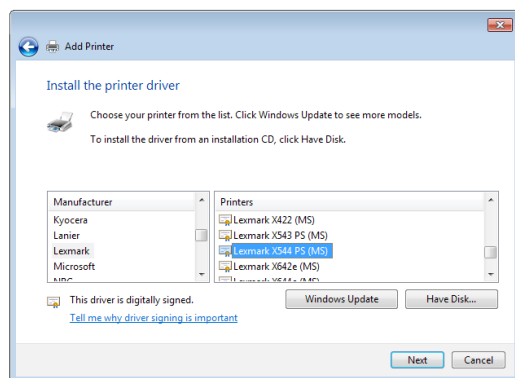 Add Printer
Install the printer driver
Choose your printer from the list. Click Windows Update to see more models.
To install the driver from an installation CD, click Have Disk.
Manufacturer
Kyocera
Lanier
Lexmark
Microsoft
Printers
Lexmark X422 (MS)
Lexmark X543 PS (MS)
Lexmark X544 PS (MS)
Lexmark X642e (MS)
This driver is digitally signed.
Tell me why driver signing is important
Windows Update
Have Disk...
Next
Cancel